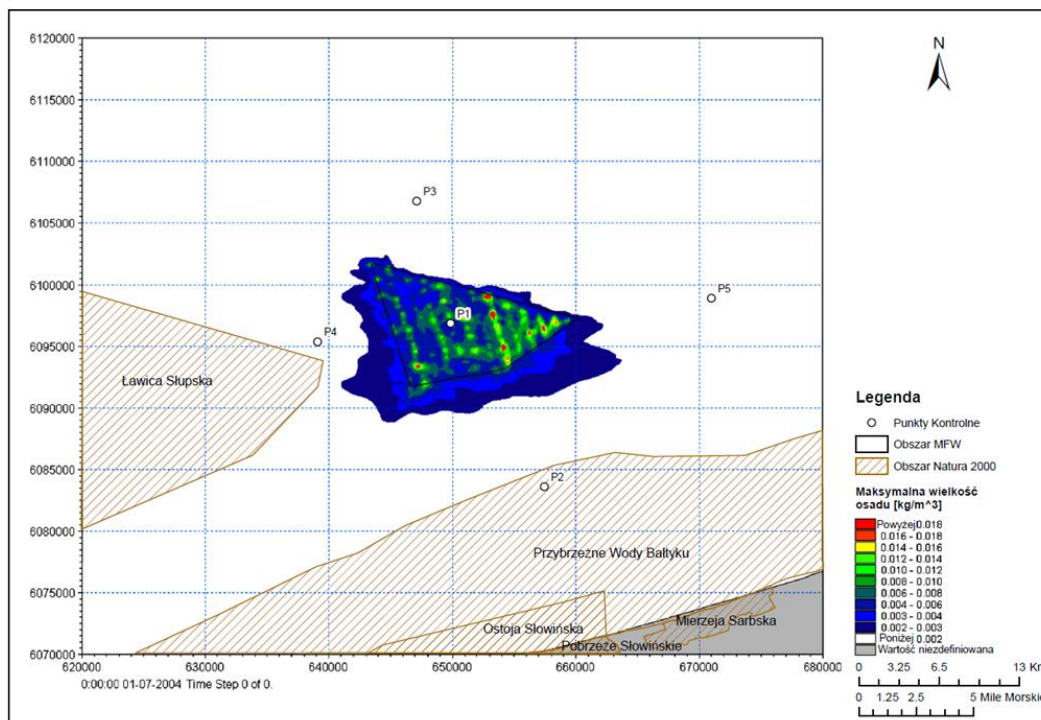 6120000
6115000
6110000
6105000
6100000
6095000
6090000
6085000
6080000
6075000
6070000
620000 630000 640000 650000 660000 670000 680000
P3
P5
P1
P4
P2
Ławica Słupska
Przybrzeżne Wody Bałtyku
Ostoja Słowińska
Mierzeja Sarbska
Pobrzeże Słowińskie
0:00:00 01-07-2004 Time Step 0 of 0.
N
Legenda
Punkty Kontrolne
Obszar MFW
Obszar Natura 2000
Maksymalna wielkość
osadu [kg/m^3]
Powyżej 0.018
0.016 - 0.018
0.014 - 0.016
0.012 - 0.014
0.010 - 0.012
0.008 - 0.010
0.006 - 0.008
0.004 - 0.006
0.003 - 0.004
0.002 - 0.003
Poniżej 0.002
Wartość niezdefiniowana
0 3.25 6.5 13 Km
0 1.25 2.5 5 Mile Morskie